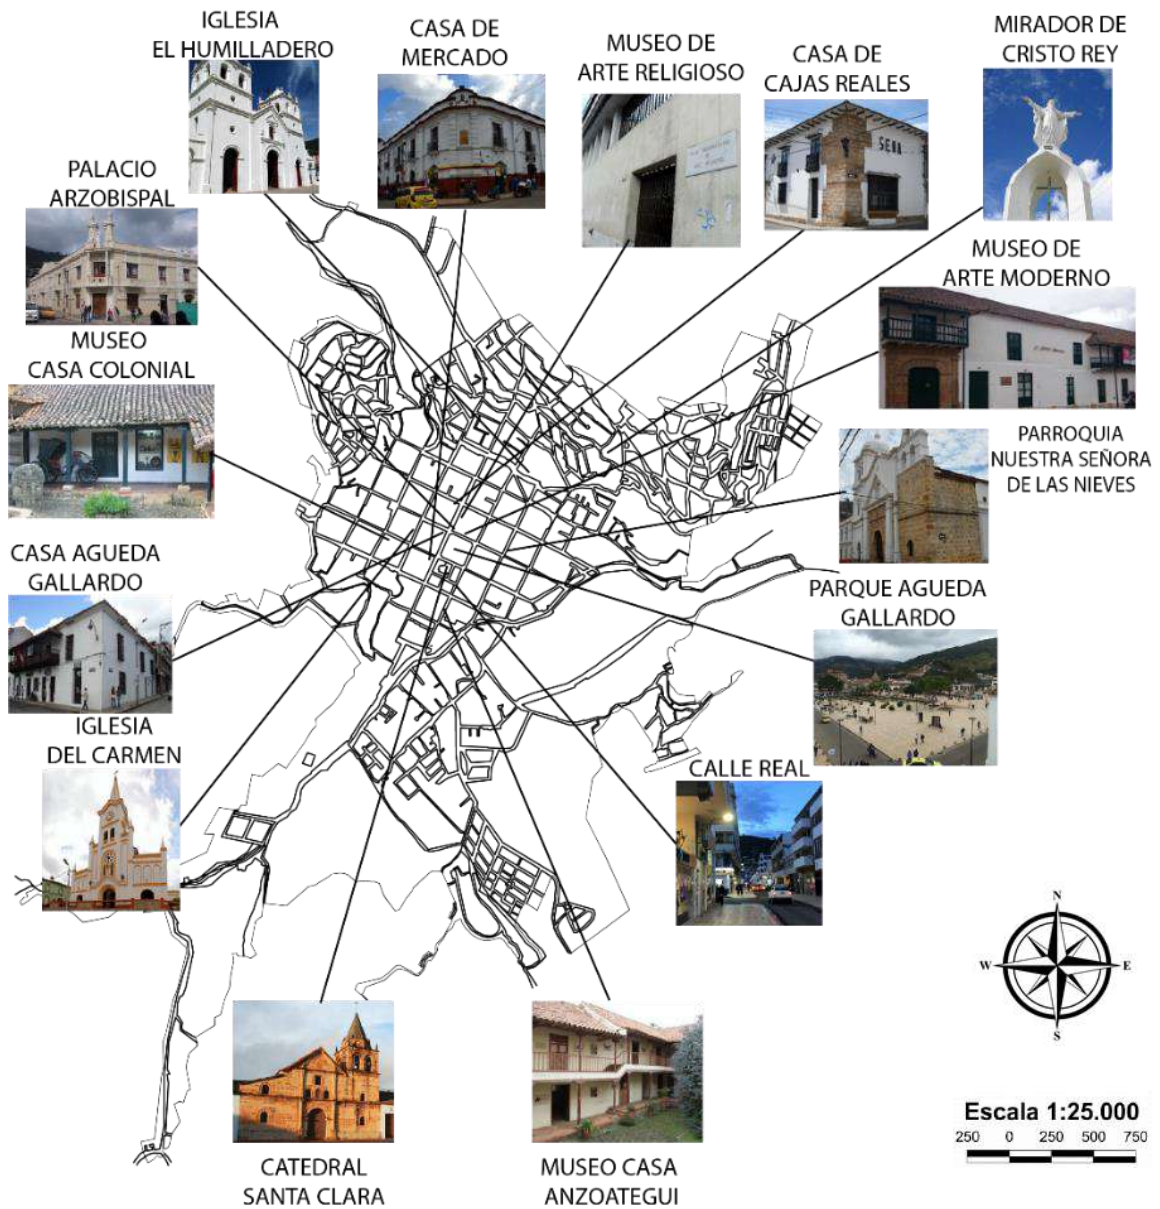 IGLESIA
EL HUMILLADERO
CASA DE
MERCADO
MUSEO DE
ARTE RELIGIOSO
CASA DE
CAJAS REALES
MIRADOR DE
CRISTO REY
SENA
PALACIO
ARZOBISPAL
MUSEO DE
ARTE MODERNO
MUSEO
CASA COLONIAL
PARROQUIA
NUESTRA SEÑORA
DE LAS NIEVES
CASA AGUEDA
GALLARDO
PARQUE AGUEDA
GALLARDO
IGLESIA
DEL CARMEN
CALLE REAL
N
W
E
S
CATEDRAL
SANTA CLARA
MUSEO CASA
ANZOATEGUI
Escala 1:25.000
250 0 250 500 750